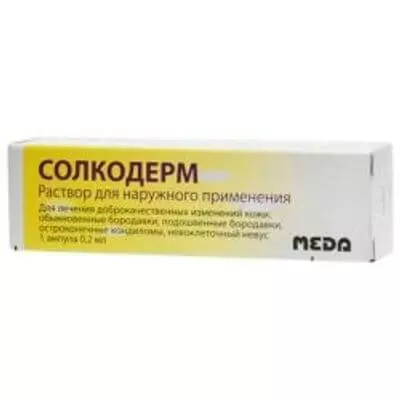 СОЛКОДЕРМ
Раствор для наружного применения
Для лечения доброкачественных изменений кожи:
обыкновенные бородавки, подошвенные бородавки,
остроконечные кондиломы, невоклеточный невус.
1 ампула 0,2 мл
MEDA